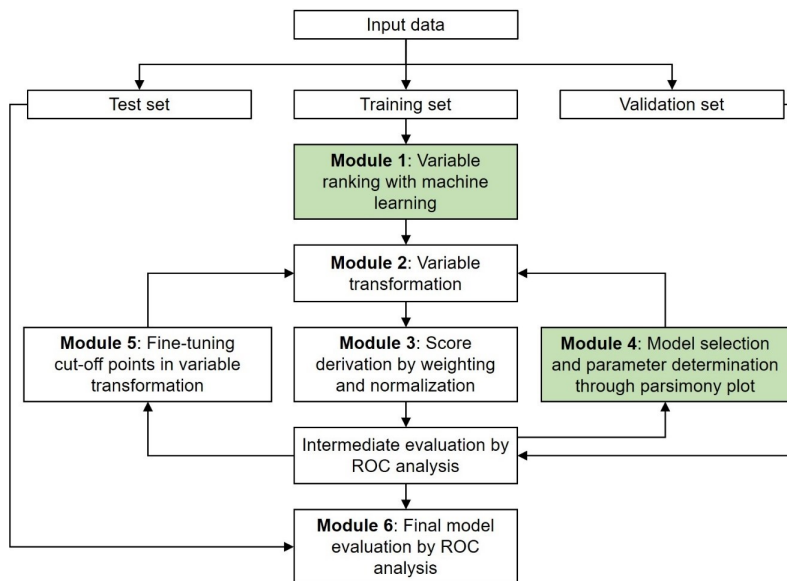 Input data
Test set
Training set
Validation set
Module 1: Variable
ranking with machine
learning
Module 2: Variable
transformation
Module 5: Fine-tuning
cut-off points in variable
transformation
Module 3: Score
derivation by weighting
and normalization
Module 4: Model selection
and parameter determination
through parsimony plot
Intermediate evaluation by
ROC analysis
Module 6: Final model
evaluation by ROC
analysis